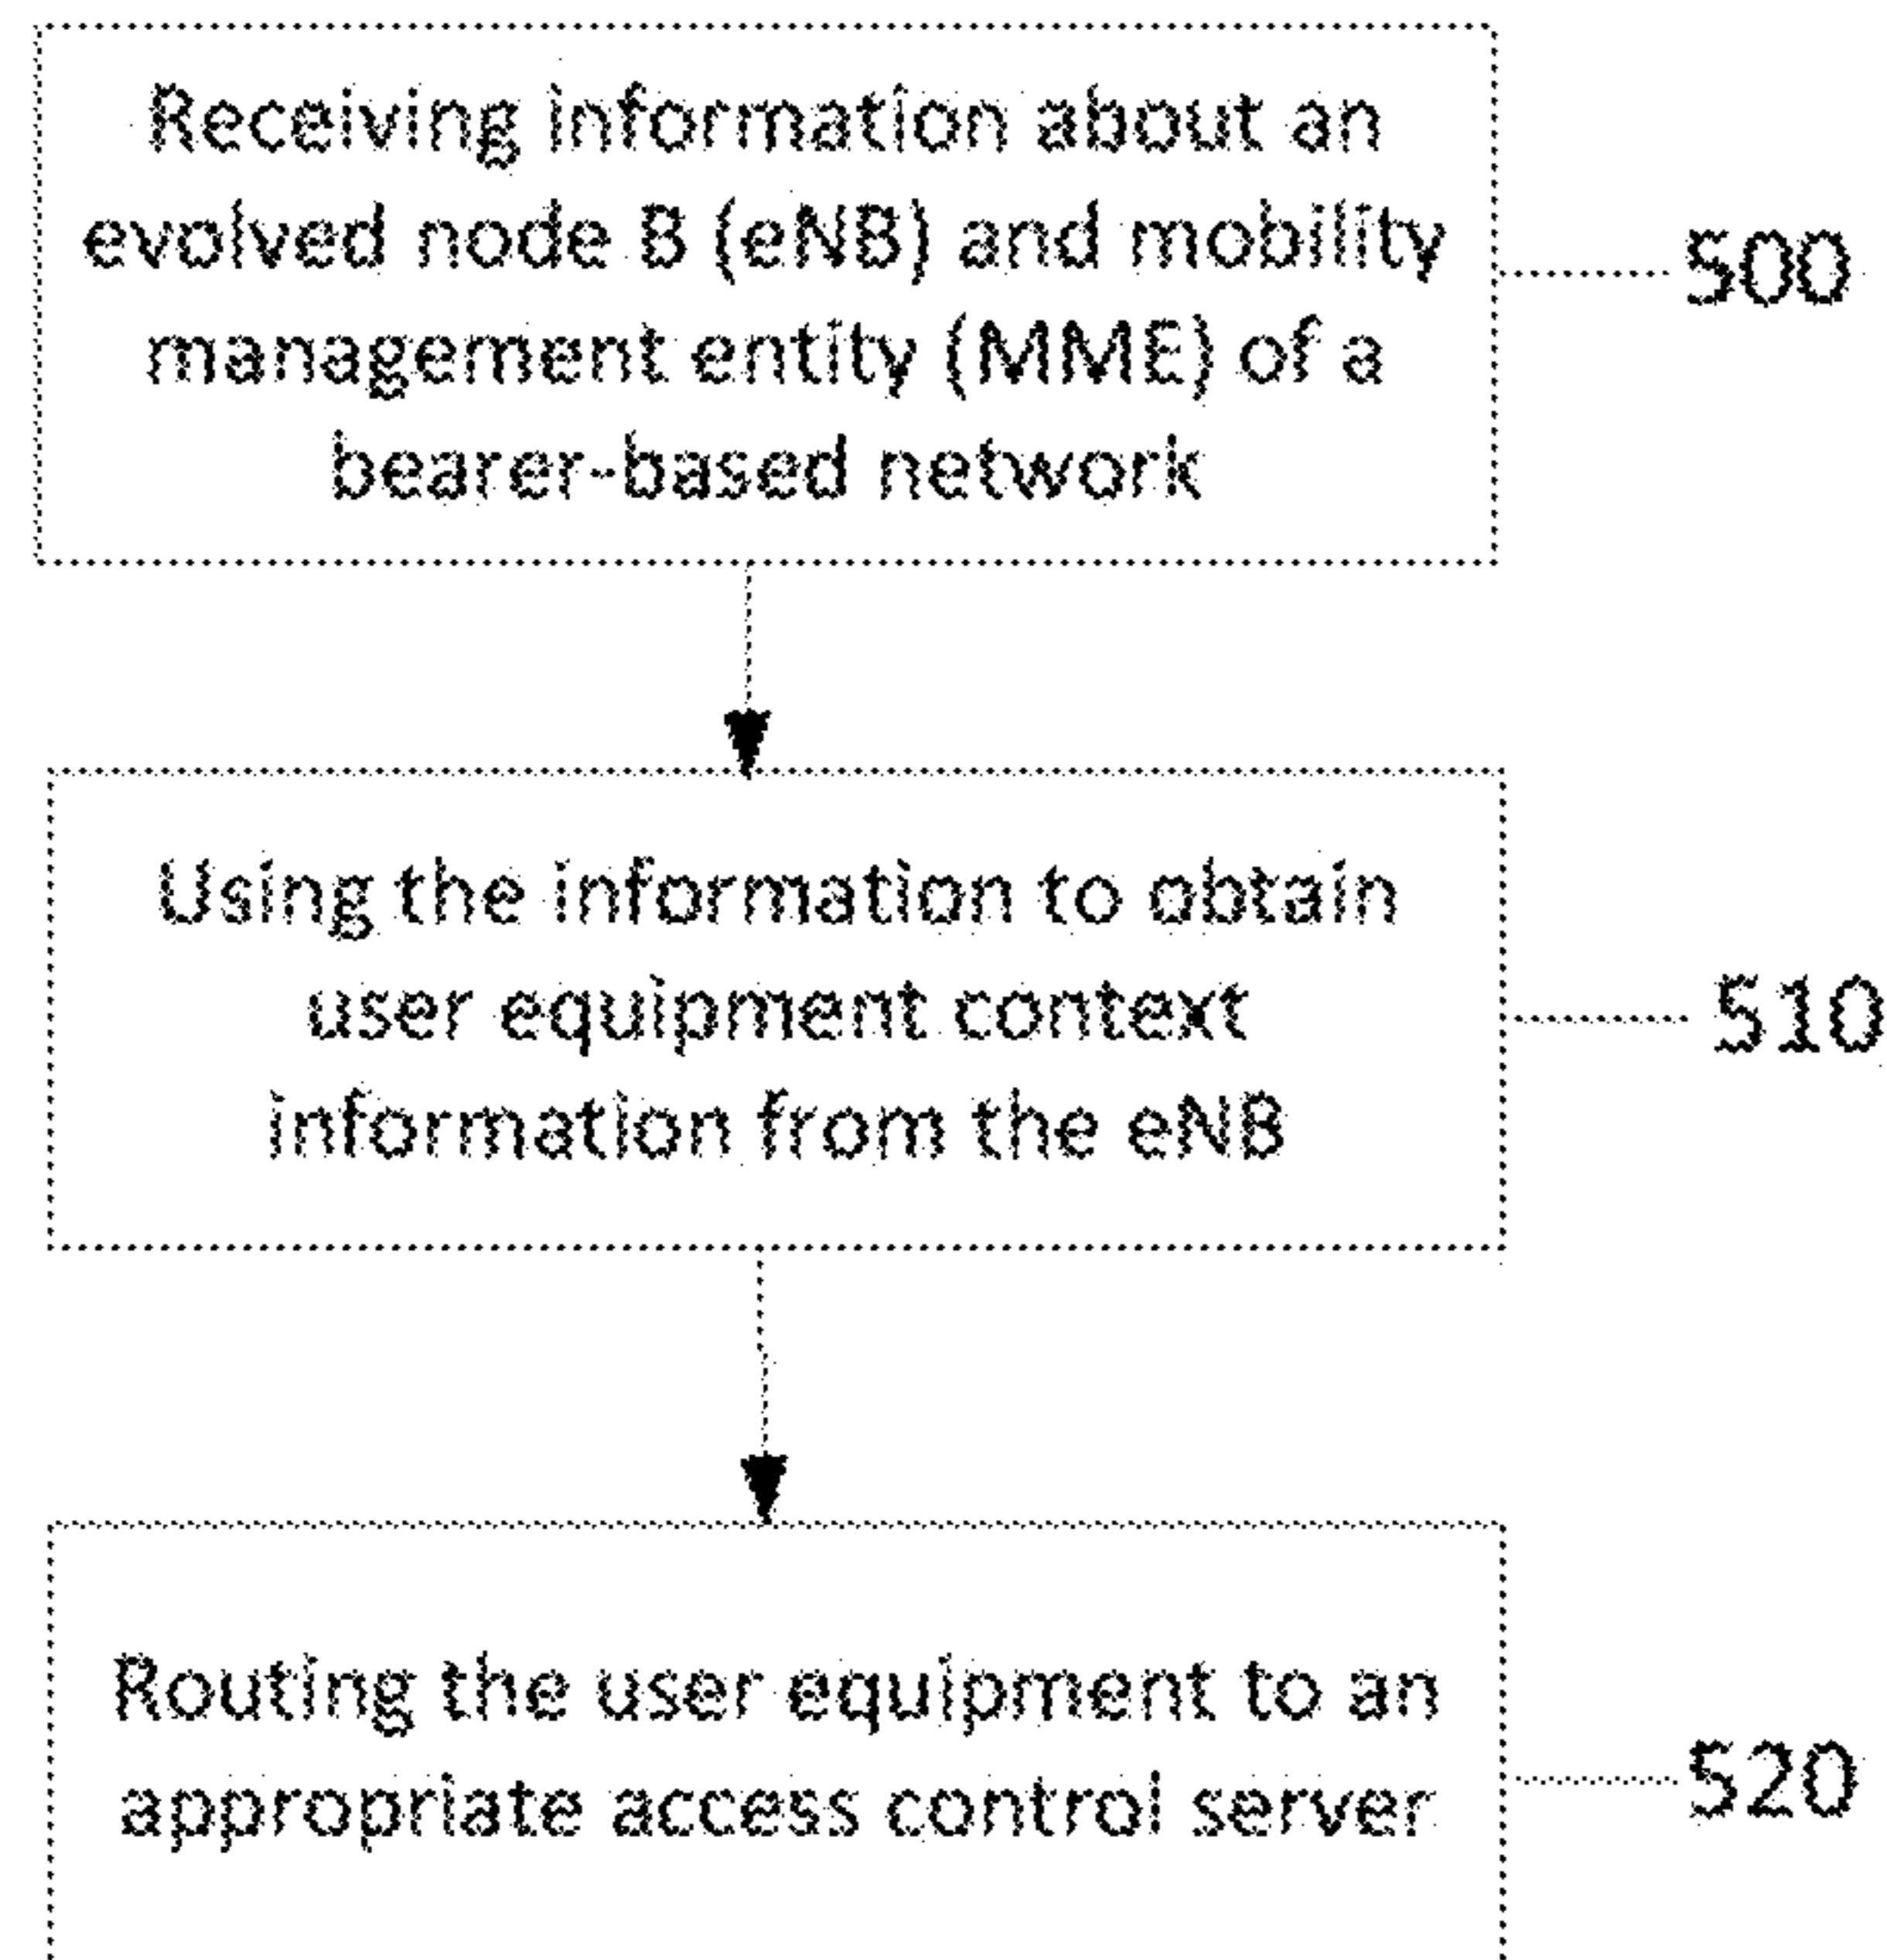 Receiving information about an
evolved node B (eNB) and mobility
management entity (MME) of a
bearer-based network
500
Using the information to obtain
user equipment context
information from the eNB
510
Routing the user equipment to an
appropriate access control server
520